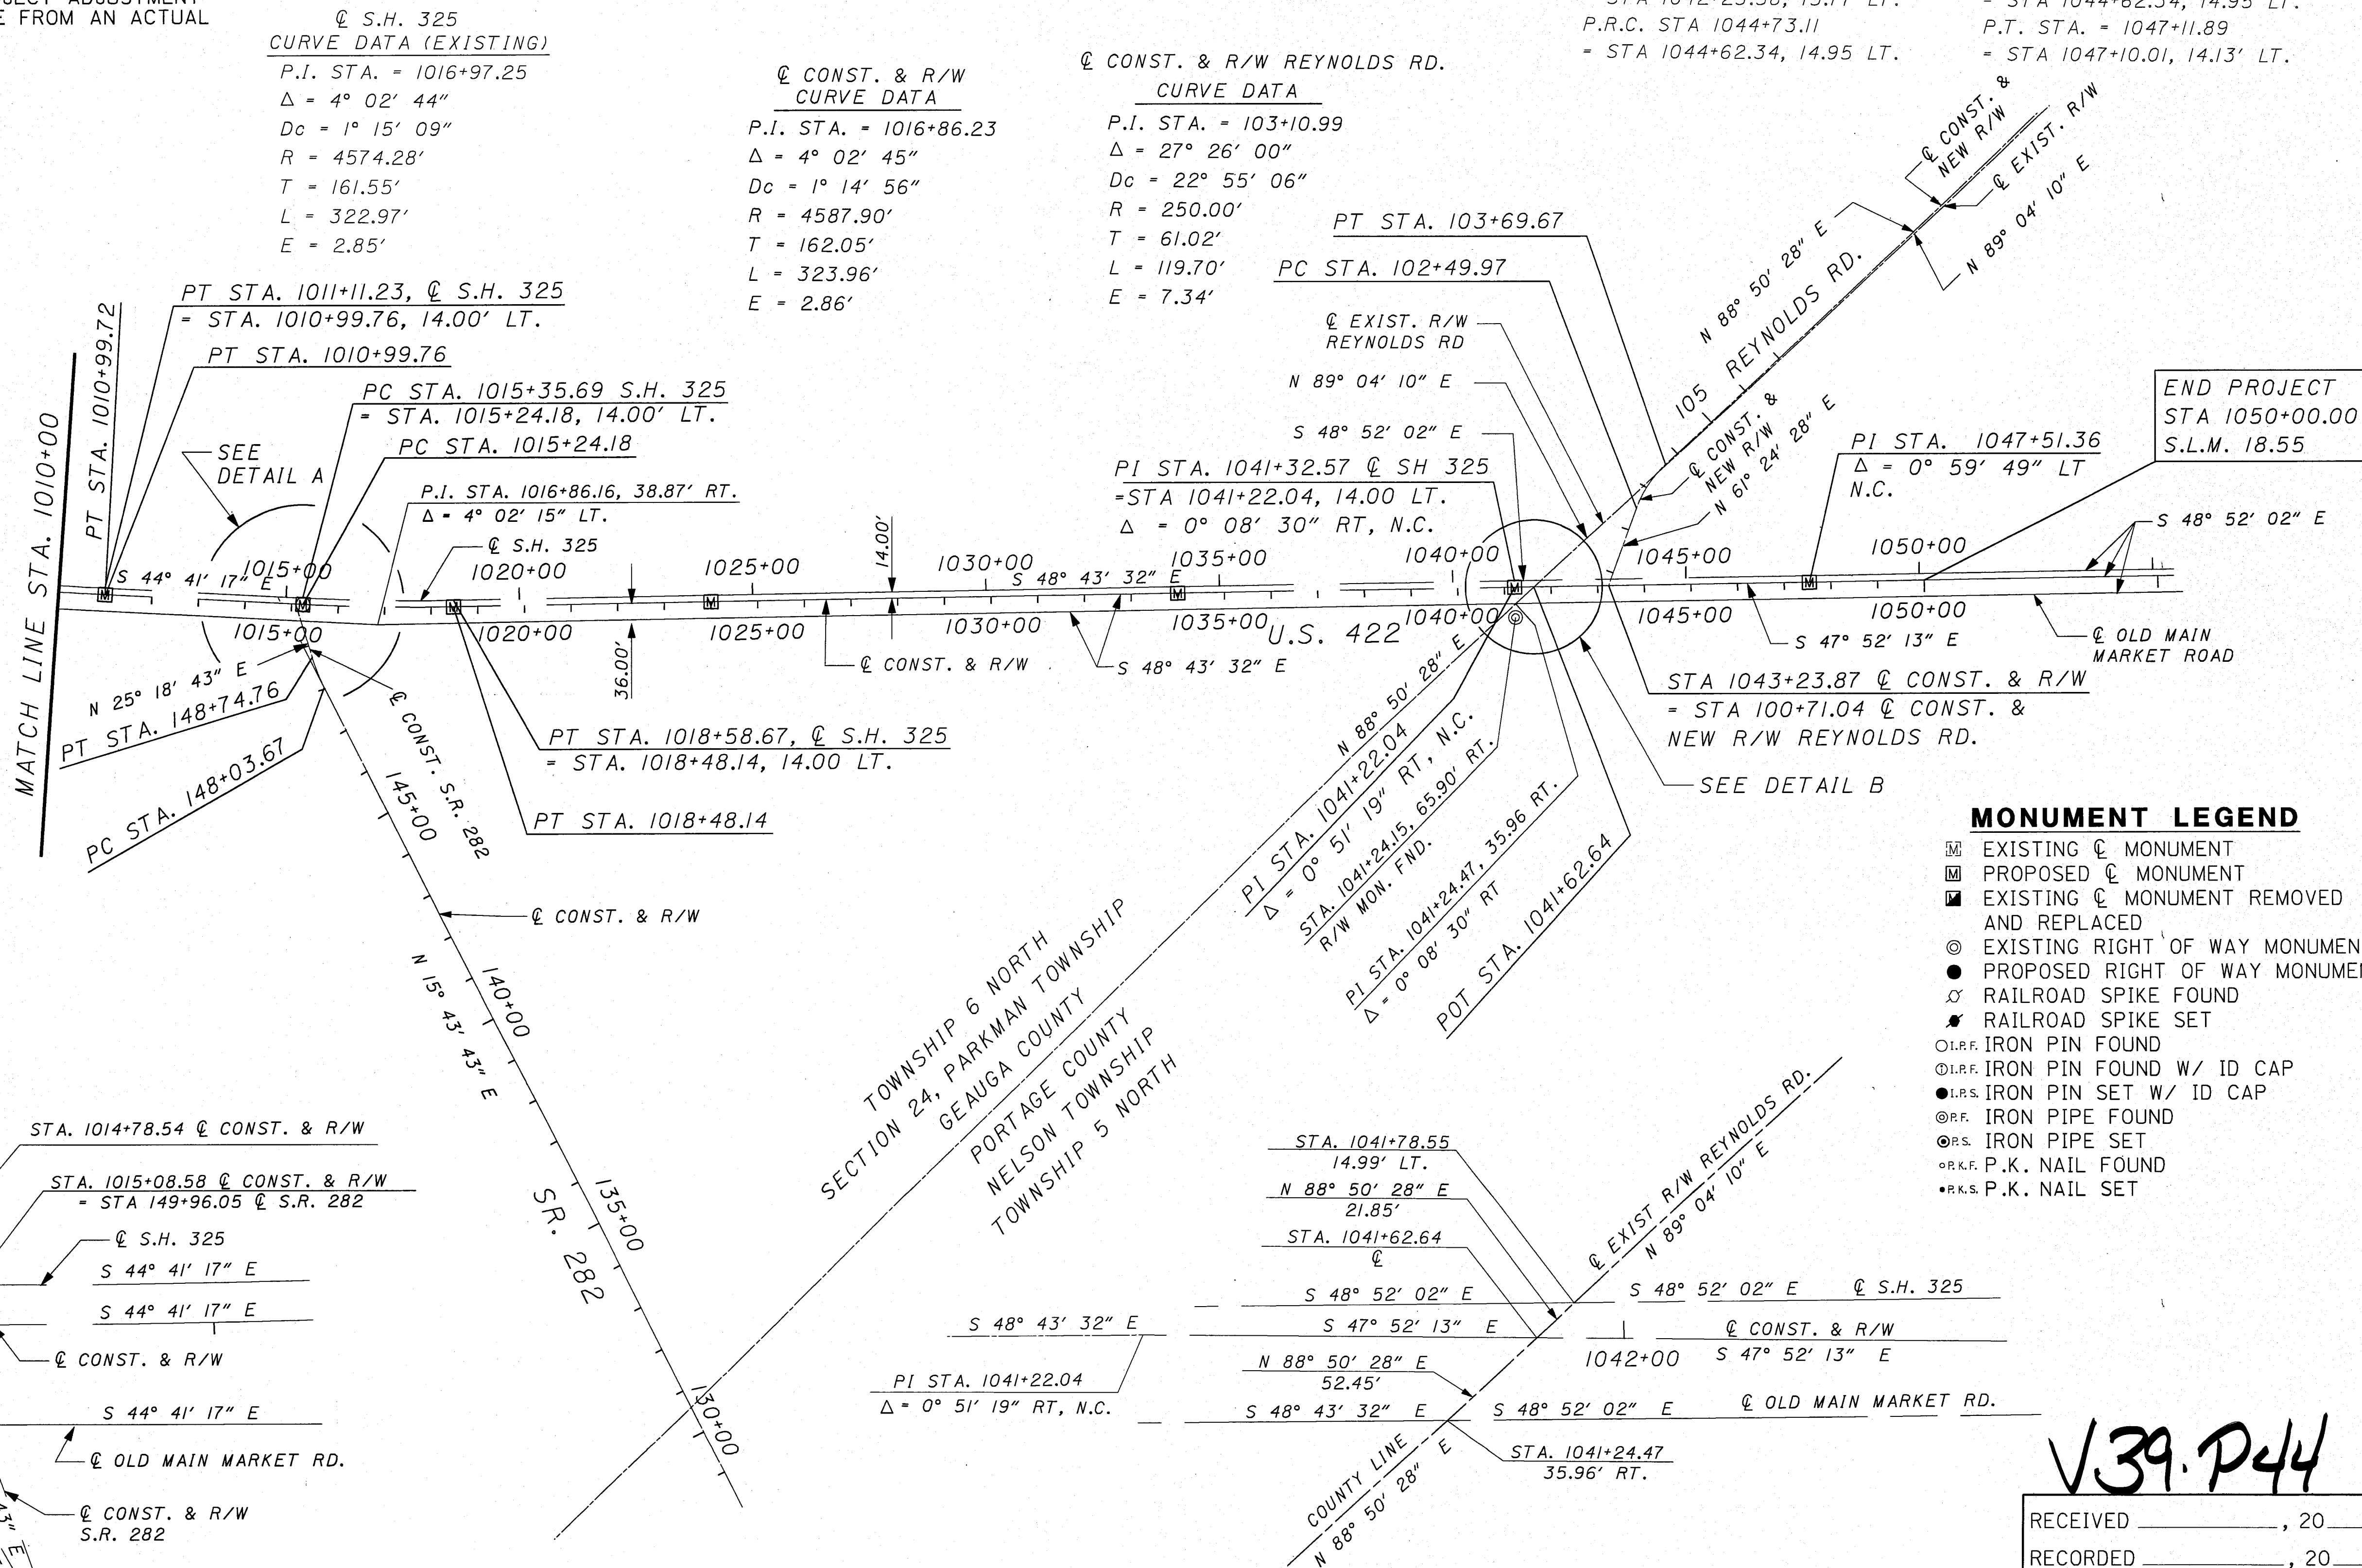 E FROM AN ACTUAL
℄ S.H. 325
CURVE DATA (EXISTING)
P.I. STA. = 1016+97.25
Δ = 4° 02' 44"
Dc = 1° 15' 09"
R = 4574.28'
T = 161.55'
L = 322.97'
E = 2.85'
℄ CONST. & R/W
CURVE DATA
P.I. STA. = 1016+86.23
Δ = 4° 02' 45"
Dc = 1° 14' 56"
R = 4587.90'
T = 162.05'
L = 323.96'
E = 2.86'
℄ CONST. & R/W REYNOLDS RD.
CURVE DATA
P.I. STA. = 103+10.99
Δ = 27° 26' 00"
Dc = 22° 55' 06"
R = 250.00'
T = 61.02'
L = 119.70'
E = 7.34'
P.R.C. STA 1044+73.11
= STA 1044+62.34, 14.95 LT.
P.T. STA. = 1047+11.89
= STA 1047+10.01, 14.13' LT.
℄ CONST. &
NEW R/W
℄ EXIST. R/W
N 89° 04' 10" E
N 88° 50' 28" E
REYNOLDS RD.
105
PT STA. 103+69.67
PC STA. 102+49.97
℄ EXIST. R/W
REYNOLDS RD
N 89° 04' 10" E
S 48° 52' 02" E
℄ CONST. &
NEW R/W
N 61° 24' 28" E
PI STA. 1041+32.57 ℄ SH 325
=STA 1041+22.04, 14.00 LT.
Δ = 0° 08' 30" RT, N.C.
PI STA. 1047+51.36
Δ = 0° 59' 49" LT
N.C.
END PROJECT
STA 1050+00.00
S.L.M. 18.55
S 48° 52' 02" E
MATCH LINE STA. 1010+00
PT STA. 1010+99.72
PT STA. 1011+11.23, ℄ S.H. 325
= STA. 1010+99.76, 14.00' LT.
PT STA. 1010+99.76
PC STA. 1015+35.69 S.H. 325
= STA. 1015+24.18, 14.00' LT.
PC STA. 1015+24.18
SEE
DETAIL A
P.I. STA. 1016+86.16, 38.87' RT.
Δ = 4° 02' 15" LT.
℄ S.H. 325
S 44° 41' 17" E
1015+00
1020+00
1025+00
14.00'
1030+00
S 48° 43' 32" E
1035+00
1040+00
1045+00
1050+00
1015+00
1020+00
1025+00
1030+00
1035+00
U.S. 422
1040+00
1045+00
1050+00
36.00'
℄ CONST. & R/W
S 48° 43' 32" E
S 47° 52' 13" E
℄ OLD MAIN
MARKET ROAD
N 25° 18' 43" E
PT STA. 148+74.76
PC STA. 148+03.67
℄ CONST. S.R. 282
145+00
PT STA. 1018+58.67, ℄ S.H. 325
= STA. 1018+48.14, 14.00 LT.
PT STA. 1018+48.14
℄ CONST. & R/W
N 15° 43' 43" E
140+00
135+00
SR. 282
130+00
STA 1043+23.87 ℄ CONST. & R/W
= STA 100+71.04 ℄ CONST. &
NEW R/W REYNOLDS RD.
SEE DETAIL B
N 88° 50' 28" E
PI STA. 1041+22.04
Δ = 0° 51' 19" RT, N.C.
STA. 1041+24.15, 65.90' RT.
R/W MON. FND.
PI STA. 1041+24.47, 35.96 RT.
Δ = 0° 08' 30" RT
POT STA. 1041+62.64
TOWNSHIP 6 NORTH
SECTION 24, PARKMAN TOWNSHIP
GEAUGA COUNTY
PORTAGE COUNTY
NELSON TOWNSHIP
TOWNSHIP 5 NORTH
MONUMENT LEGEND
M EXISTING ℄ MONUMENT
M PROPOSED ℄ MONUMENT
EXISTING ℄ MONUMENT REMOVED
AND REPLACED
EXISTING RIGHT OF WAY MONUMEN
PROPOSED RIGHT OF WAY MONUME
RAILROAD SPIKE FOUND
RAILROAD SPIKE SET
I.P.F. IRON PIN FOUND
I.P.F. IRON PIN FOUND W/ ID CAP
I.P.S. IRON PIN SET W/ ID CAP
P.F. IRON PIPE FOUND
P.S. IRON PIPE SET
P.K.F. P.K. NAIL FOUND
P.K.S. P.K. NAIL SET
STA. 1014+78.54 ℄ CONST. & R/W
STA. 1015+08.58 ℄ CONST. & R/W
= STA 149+96.05 ℄ S.R. 282
℄ S.H. 325
S 44° 41' 17" E
S 44° 41' 17" E
℄ CONST. & R/W
S 44° 41' 17" E
℄ OLD MAIN MARKET RD.
℄ CONST. & R/W
S.R. 282
43" E
STA. 1041+78.55
14.99' LT.
N 88° 50' 28" E
21.85'
STA. 1041+62.64
℄
℄ EXIST R/W REYNOLDS RD.
N 89° 04' 10" E
S 48° 52' 02" E
S 48° 52' 02" E ℄ S.H. 325
S 48° 43' 32" E
S 47° 52' 13" E
℄ CONST. & R/W
1042+00
S 47° 52' 13" E
PI STA. 1041+22.04
Δ = 0° 51' 19" RT, N.C.
N 88° 50' 28" E
52.45'
S 48° 43' 32" E
S 48° 52' 02" E
℄ OLD MAIN MARKET RD.
STA. 1041+24.47
35.96' RT.
COUNTY LINE
N 88° 50' 28" E
V39.P44
RECEIVED , 20
RECORDED , 20